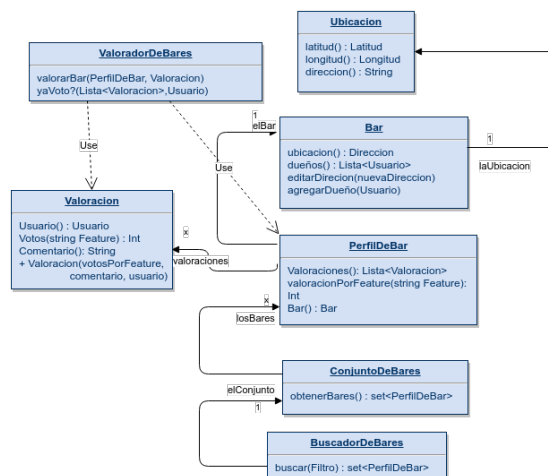 Ubicacion
latitud() : Latitud
longitud() : Longitud
direccion() : String
ValoradorDeBares
valorarBar(PerfilDeBar, Valoracion)
yaVoto?(List<Valoracion>,Usuario)
1
elBar
Bar
ubicacion() : Direccion
dueños() : Lista<Usuario>
editarDirecion(nuevaDireccion)
agregarDueño(Usuario)
1
laUbicacion
Use
Use
Valoracion
Usuario() : Usuario
Votos(string Feature) : Int
Comentario(): String
+ Valoracion(votosPorFeature,
comentario, usuario)
x
valoraciones
PerfilDeBar
Valoraciones(): Lista<Valoracion>
valoracionPorFeature(string Feature):
Int
Bar() : Bar
x
losBares
ConjuntoDeBares
obtenerBares() : set<PerfilDeBar>
elConjunto
1
BuscadorDeBares
buscar(Filtro) : set<PerfilDeBar>